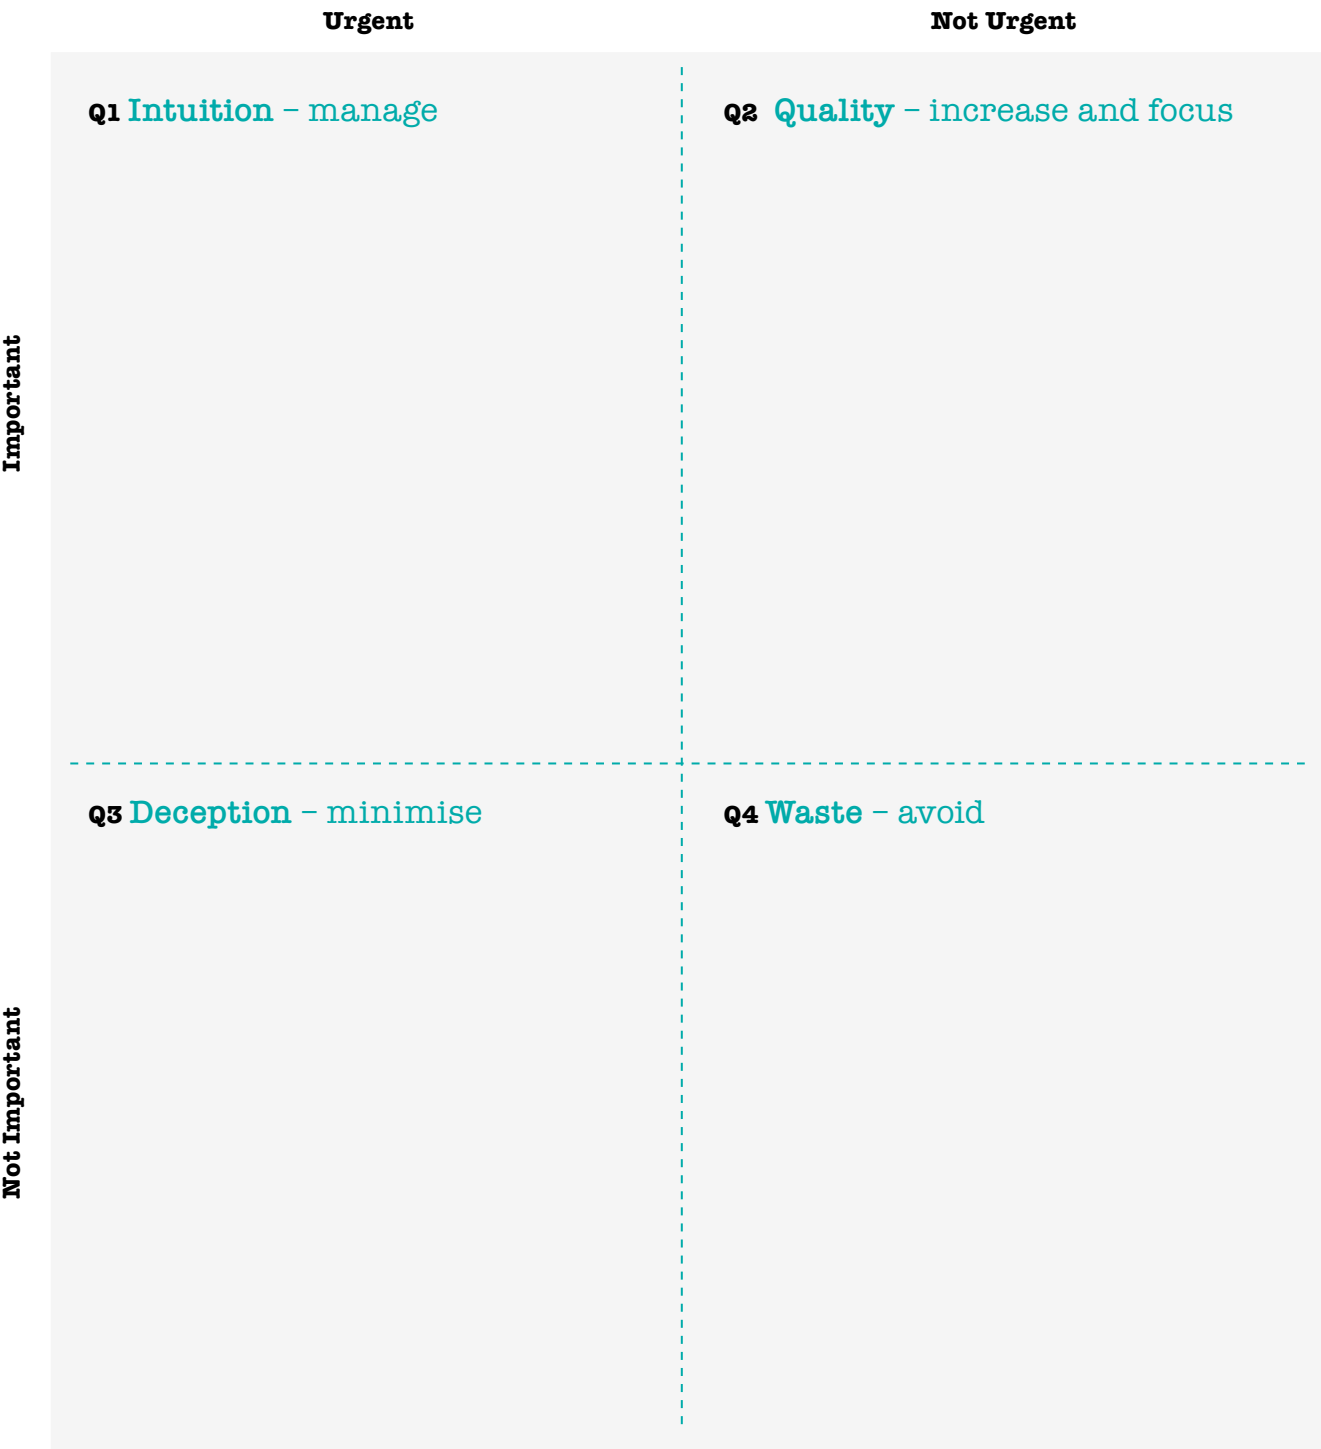 Urgent
Not Urgent
Important
Q1 Intuition – manage
Q2 Quality – increase and focus
Not Important
Q3 Deception – minimise
Q4 Waste – avoid